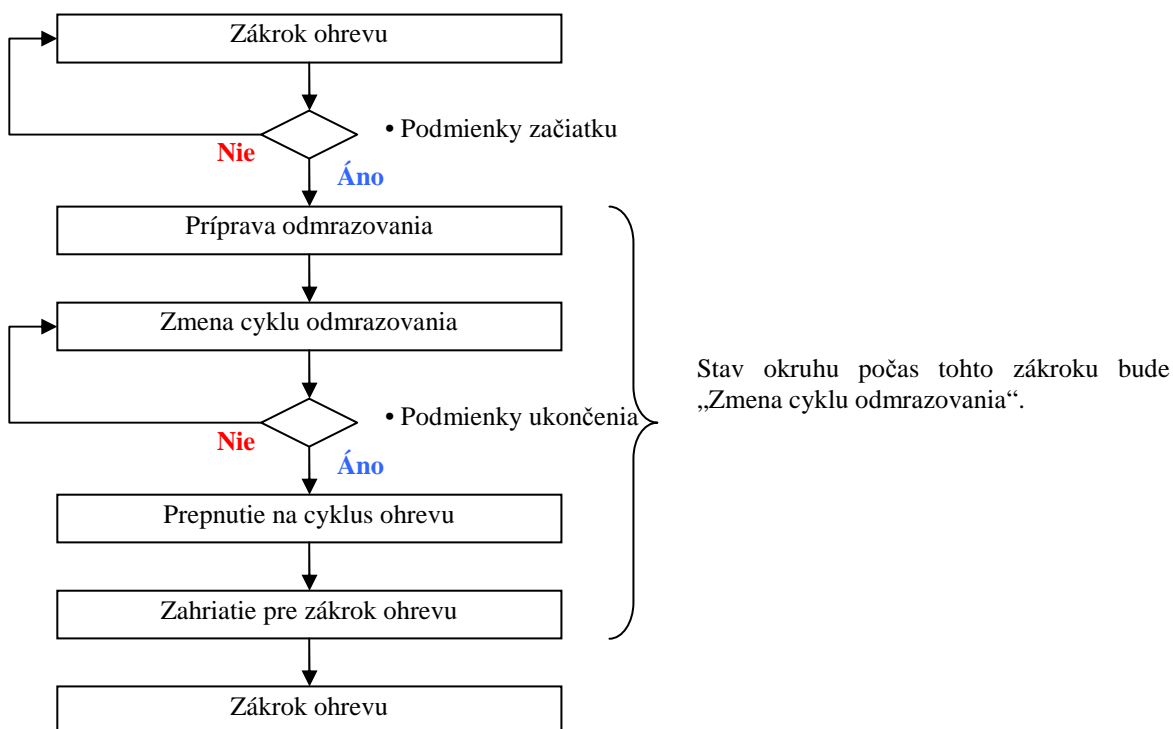 Zákrok ohrevu
• Podmienky začiatku
Nie
Áno
Príprava odmrazovania
Zmena cyklu odmrazovania
Stav okruhu počas tohto zákroku bude
„Zmena cyklu odmrazovania“.
• Podmienky ukončenia
Nie
Áno
Prepnutie na cyklus ohrevu
Zahriatie pre zákrok ohrevu
Zákrok ohrevu